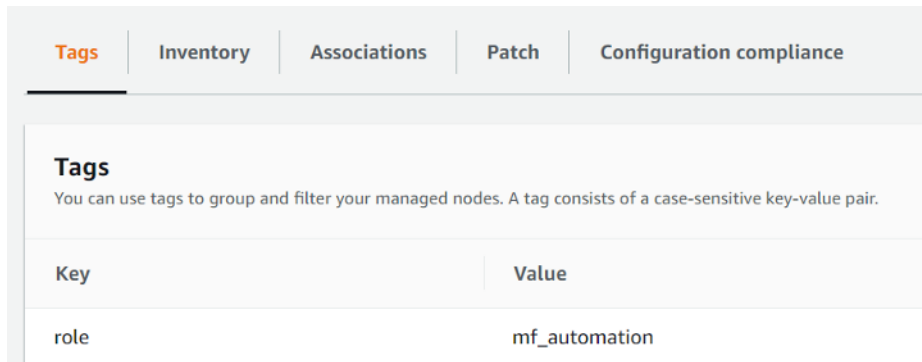 Tags Inventory Associations Patch Configuration compliance
Tags
You can use tags to group and filter your managed nodes. A tag consists of a case-sensitive key-value pair.
Key Value
role mf_automation